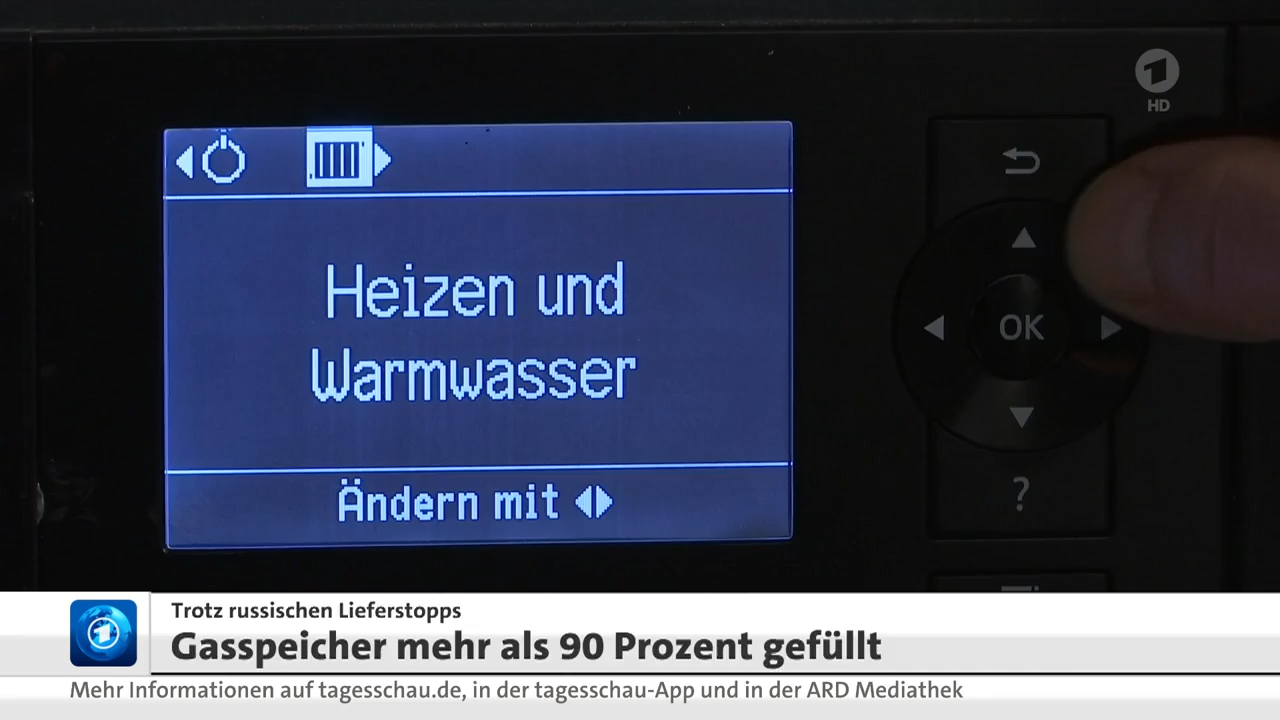 HD
Heizen und
Warmwasser
Ändern mit
OK
?
Trotz russischen Lieferstopps
Gasspeicher mehr als 90 Prozent gefüllt
Mehr Informationen auf tagesschau.de, in der tagesschau-App und in der ARD Mediathek